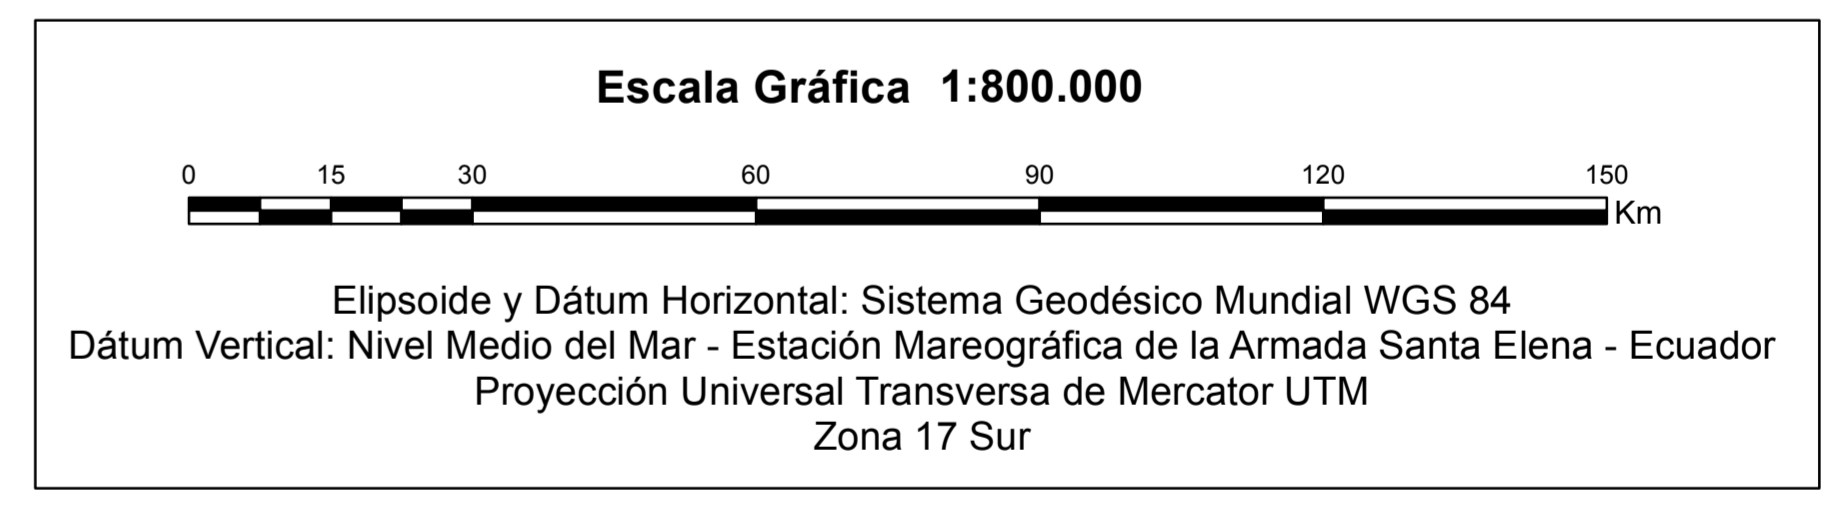 Escala Gráfica 1:800.000
0 15 30 60 90 120 150
Km
Elipsoide y Dátum Horizontal: Sistema Geodésico Mundial WGS 84
Dátum Vertical: Nivel Medio del Mar - Estación Mareográfica de la Armada Santa Elena - Ecuador
Proyección Universal Transversa de Mercator UTM
Zona 17 Sur